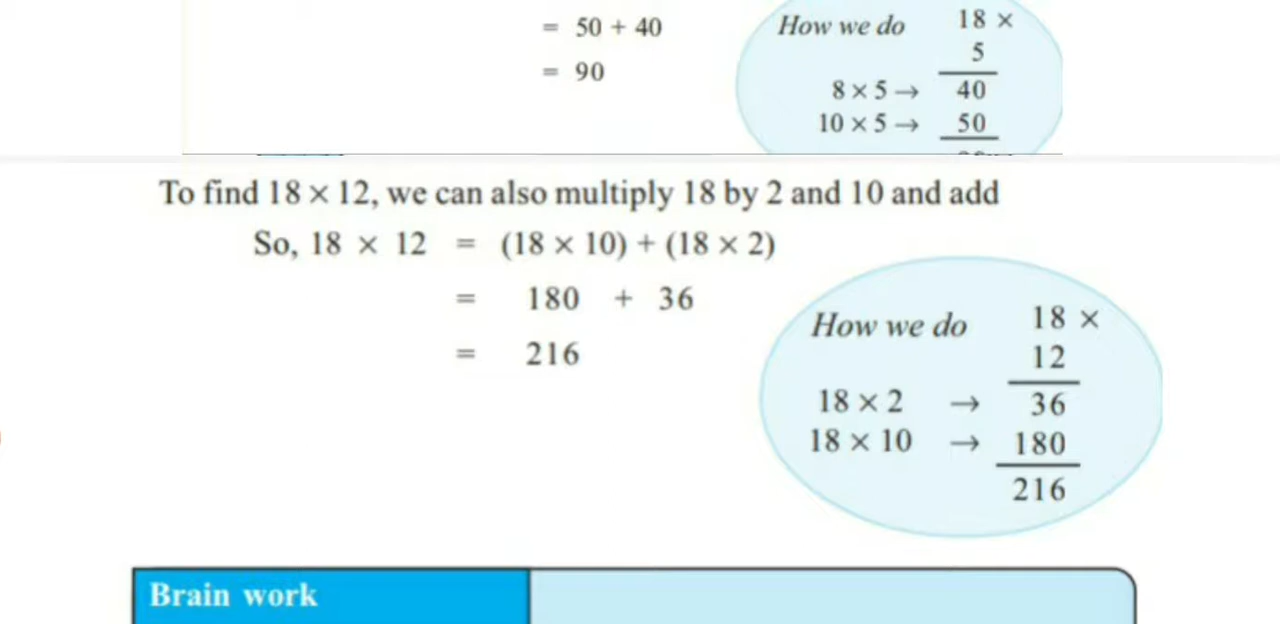 = 50 + 40
= 90
How we do 18 ×
5
8 × 5 → 40
10 × 5 → 50
To find 18 × 12, we can also multiply 18 by 2 and 10 and add
So, 18 × 12 = (18 × 10) + (18 × 2)
= 180 + 36
= 216
How we do 18 ×
12
18 × 2 → 36
18 × 10 → 180
216
Brain work